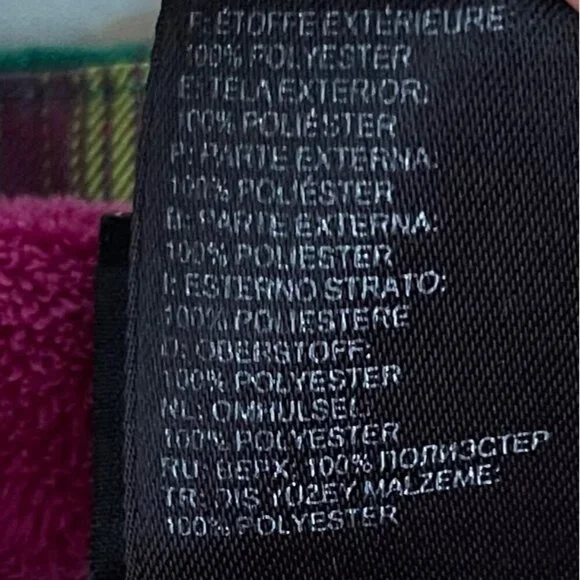 F: ÉTOFFE EXTÉRIEURE:
100% POLYESTER
E: TELA EXTERIOR:
100% POLIÉSTER
P: PARTE EXTERNA:
100% POLIÉSTER
B: PARTE EXTERNA:
100% POLIESTER
I: ESTERNO STRATO:
100% POLIESTERE
D: OBERSTOFF:
100% POLYESTER
NL: OMHULSEL:
100% POLYESTER
RU: ВЕРХ: 100% ПОЛИЭСТЕР
TR: DIS YÜZEY MALZEME:
100% POLYESTER